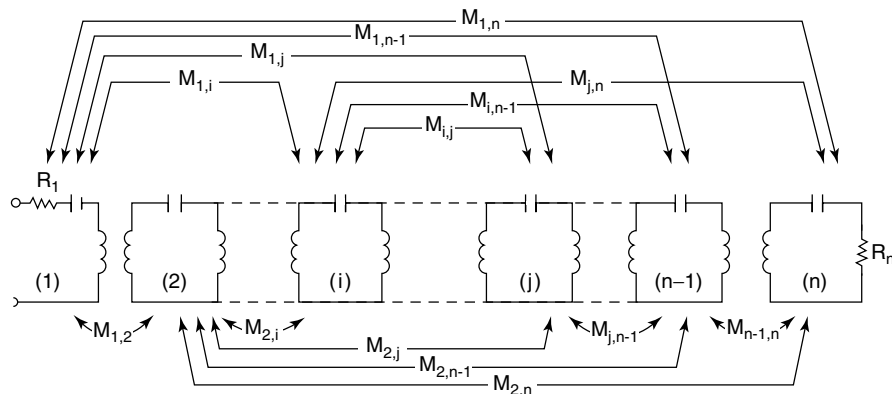 M1,n
M1,n-1
M1,j
M1,i
Mj,n
Mi,n-1
Mi,j
R1
Rn
(1)
(2)
(i)
(j)
(n−1)
(n)
M1,2
M2,i
Mj,n-1
Mn-1,n
M2,j
M2,n-1
M2,n